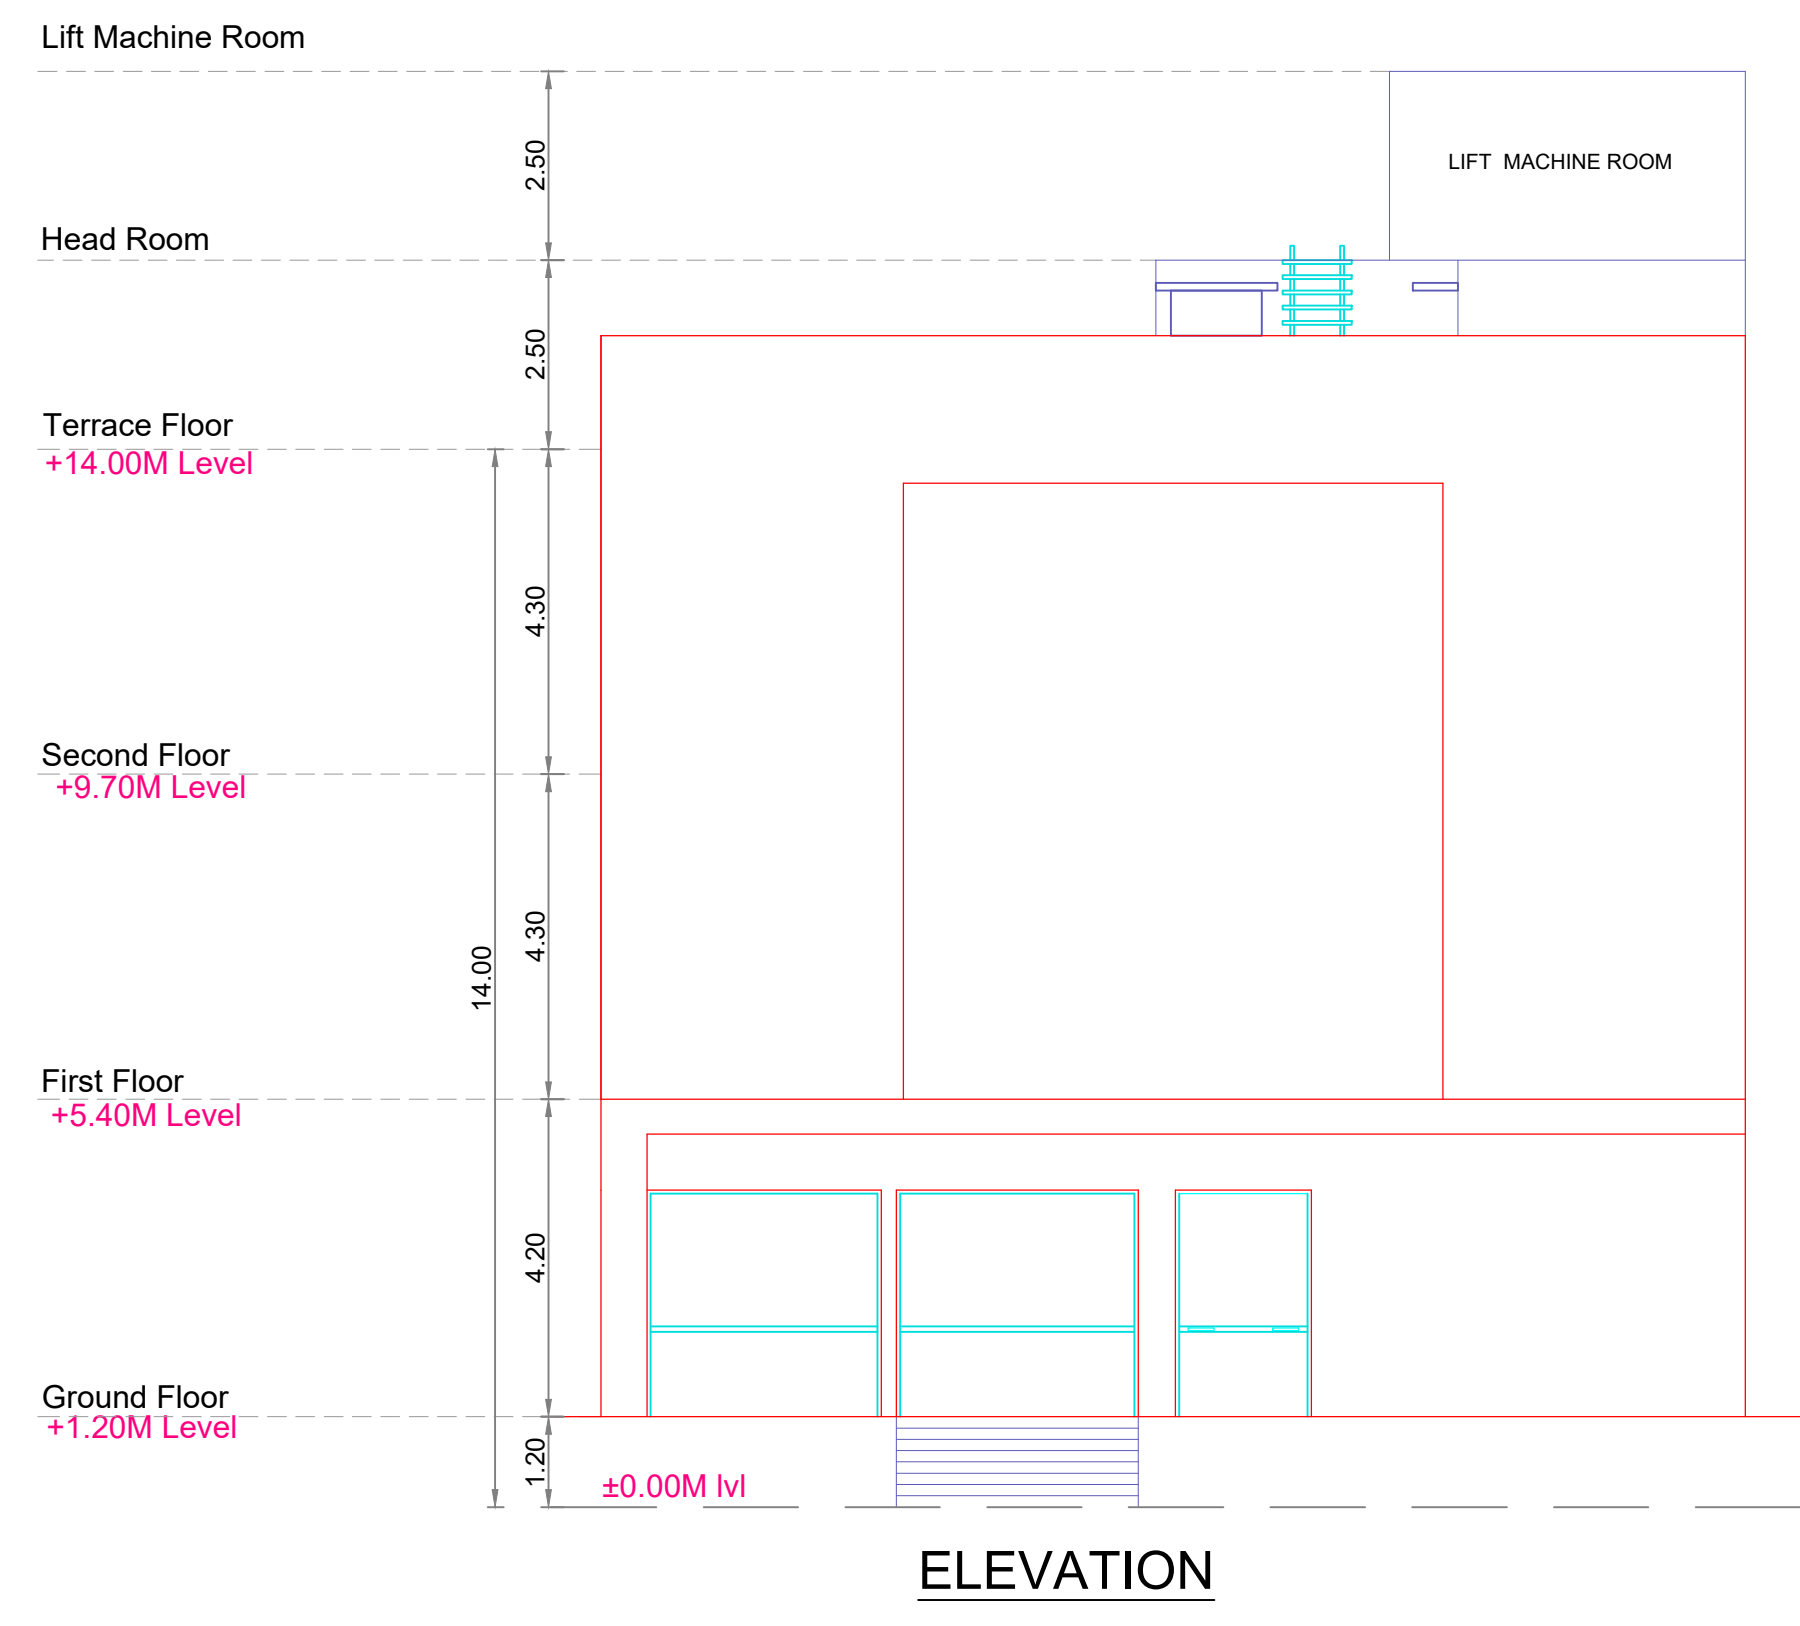 Lift Machine Room
2.50
LIFT MACHINE ROOM
Head Room
2.50
Terrace Floor
+14.00M Level
4.30
Second Floor
+9.70M Level
4.30
14.00
First Floor
+5.40M Level
4.20
Ground Floor
+1.20M Level
1.20
±0.00M lvl
ELEVATION